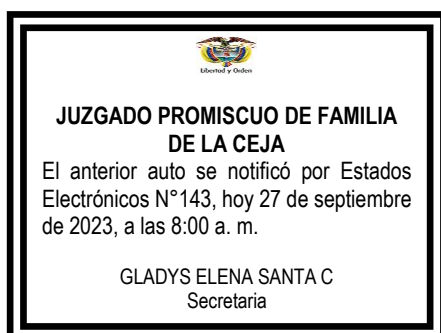 Libertad y Orden
JUZGADO PROMISCUO DE FAMILIA
DE LA CEJA
El anterior auto se notificó por Estados
Electrónicos N°143, hoy 27 de septiembre
de 2023, a las 8:00 a. m.
GLADYS ELENA SANTA C
Secretaria